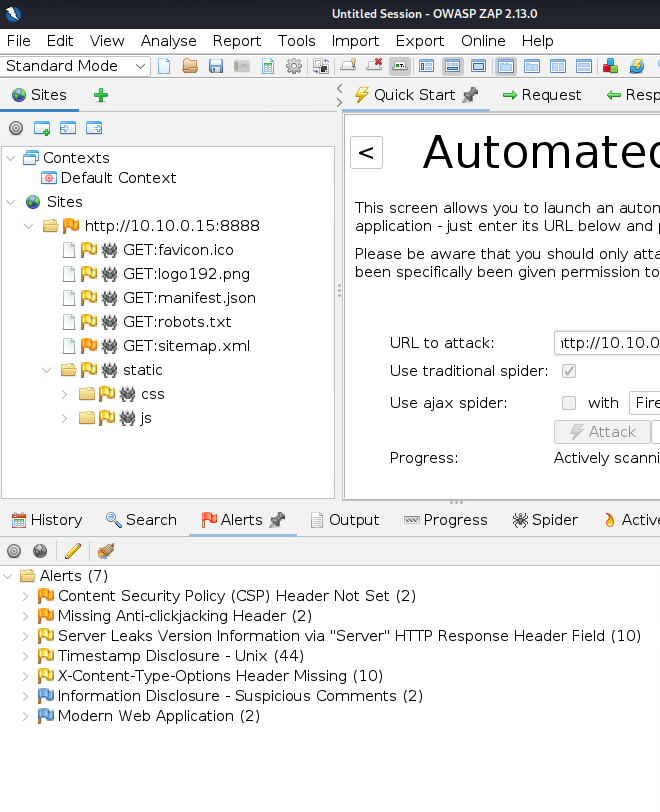 Untitled Session - OWASP ZAP 2.13.0
File Edit View Analyse Report Tools Import Export Online Help
Standard Mode
Sites
Quick Start Request Resp
Contexts
Default Context
Sites
http://10.10.0.15:8888
GET:favicon.ico
GET:logo192.png
GET:manifest.json
GET:robots.txt
GET:sitemap.xml
static
css
js
< Automated
This screen allows you to launch an autom
application - just enter its URL below and p
Please be aware that you should only atta
been specifically been given permission to
URL to attack: http://10.10.0
Use traditional spider:
Use ajax spider: with Fire
Attack
Progress: Actively scanni
History Search Alerts Output Progress Spider Active
Alerts (7)
Content Security Policy (CSP) Header Not Set (2)
Missing Anti-clickjacking Header (2)
Server Leaks Version Information via "Server" HTTP Response Header Field (10)
Timestamp Disclosure - Unix (44)
X-Content-Type-Options Header Missing (10)
Information Disclosure - Suspicious Comments (2)
Modern Web Application (2)